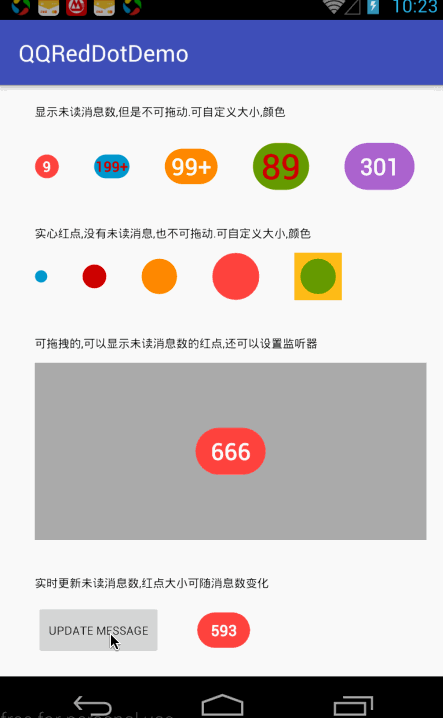 10:23
QQRedDotDemo
显示未读消息数,但是不可拖动.可自定义大小,颜色
9 199+ 99+ 89 301
实心红点,没有未读消息,也不可拖动.可自定义大小,颜色
可拖拽的,可以显示未读消息数的红点,还可以设置监听器
666
实时更新未读消息数,红点大小可随消息数变化
UPDATE MESSAGE 593
free for personal use